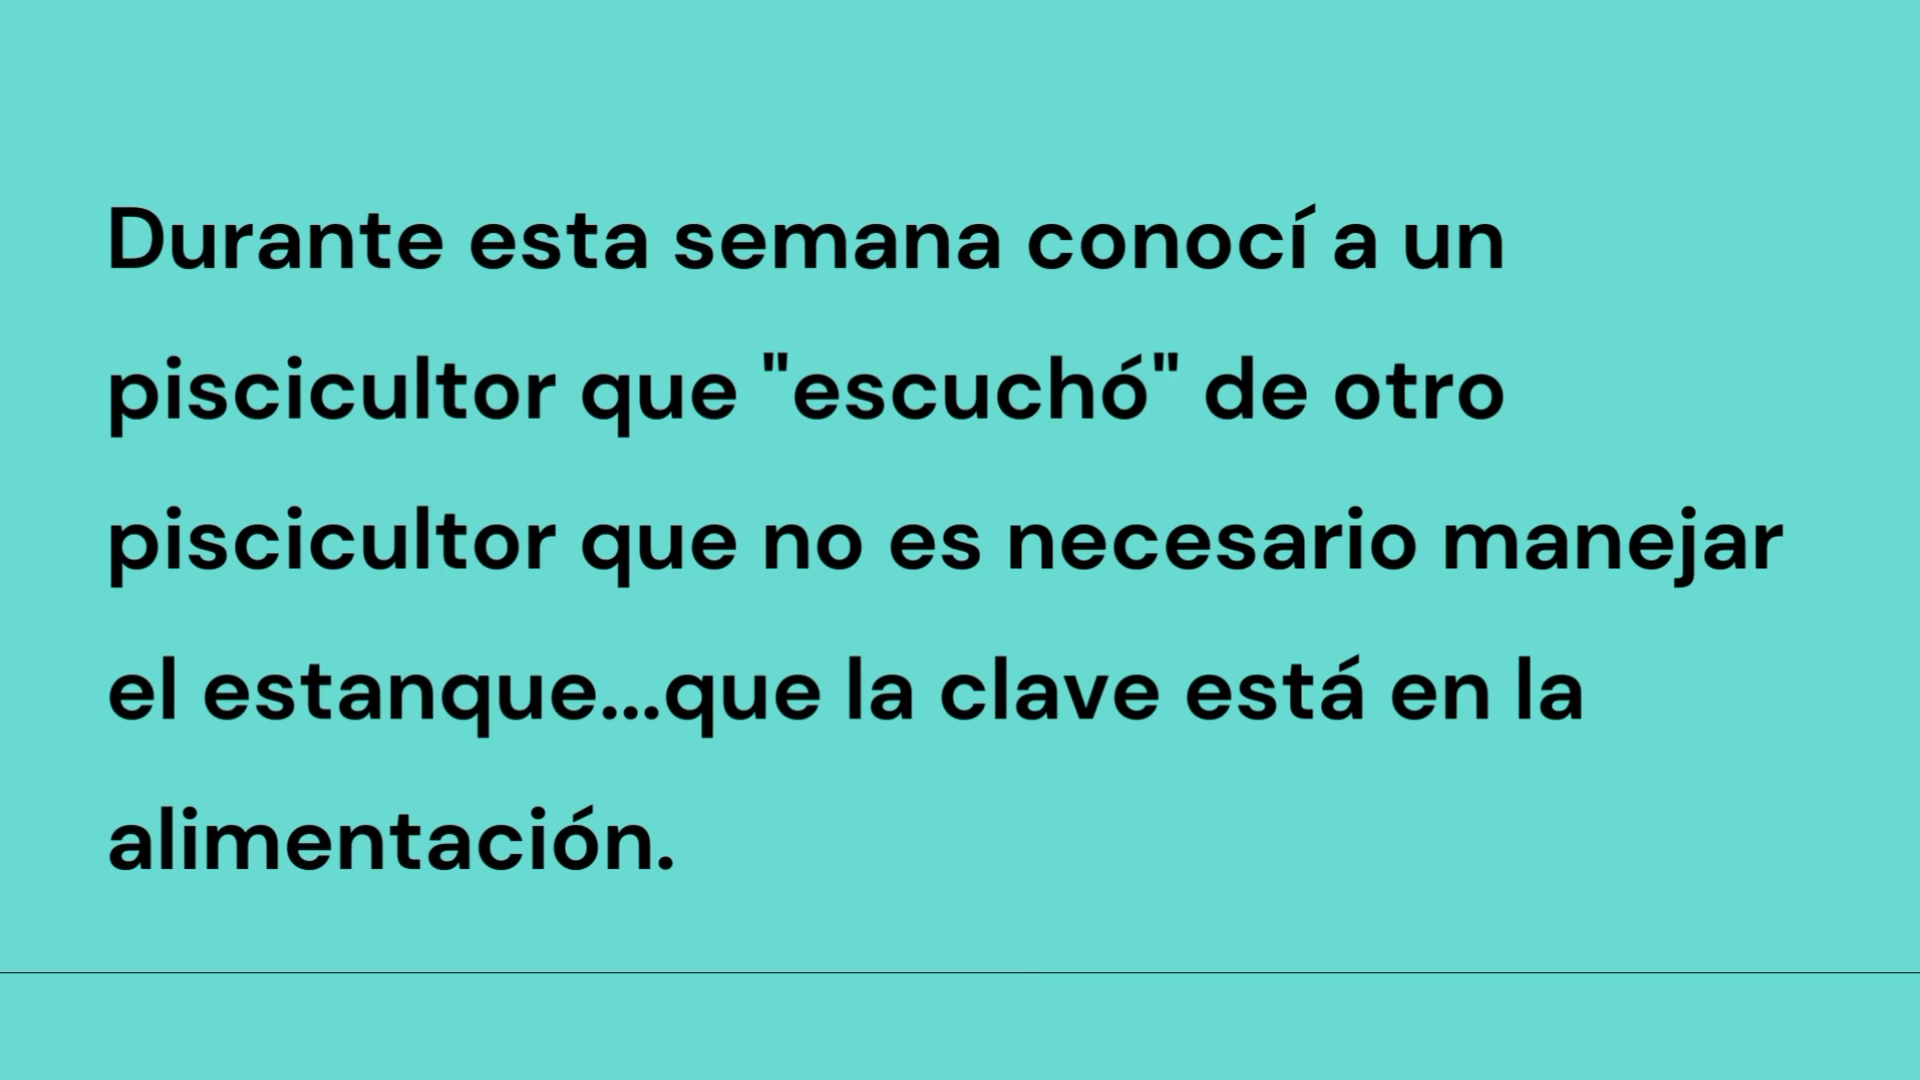 Durante esta semana conocí a un
piscicultor que "escuchó" de otro
piscicultor que no es necesario manejar
el estanque...que la clave está en la
alimentación.